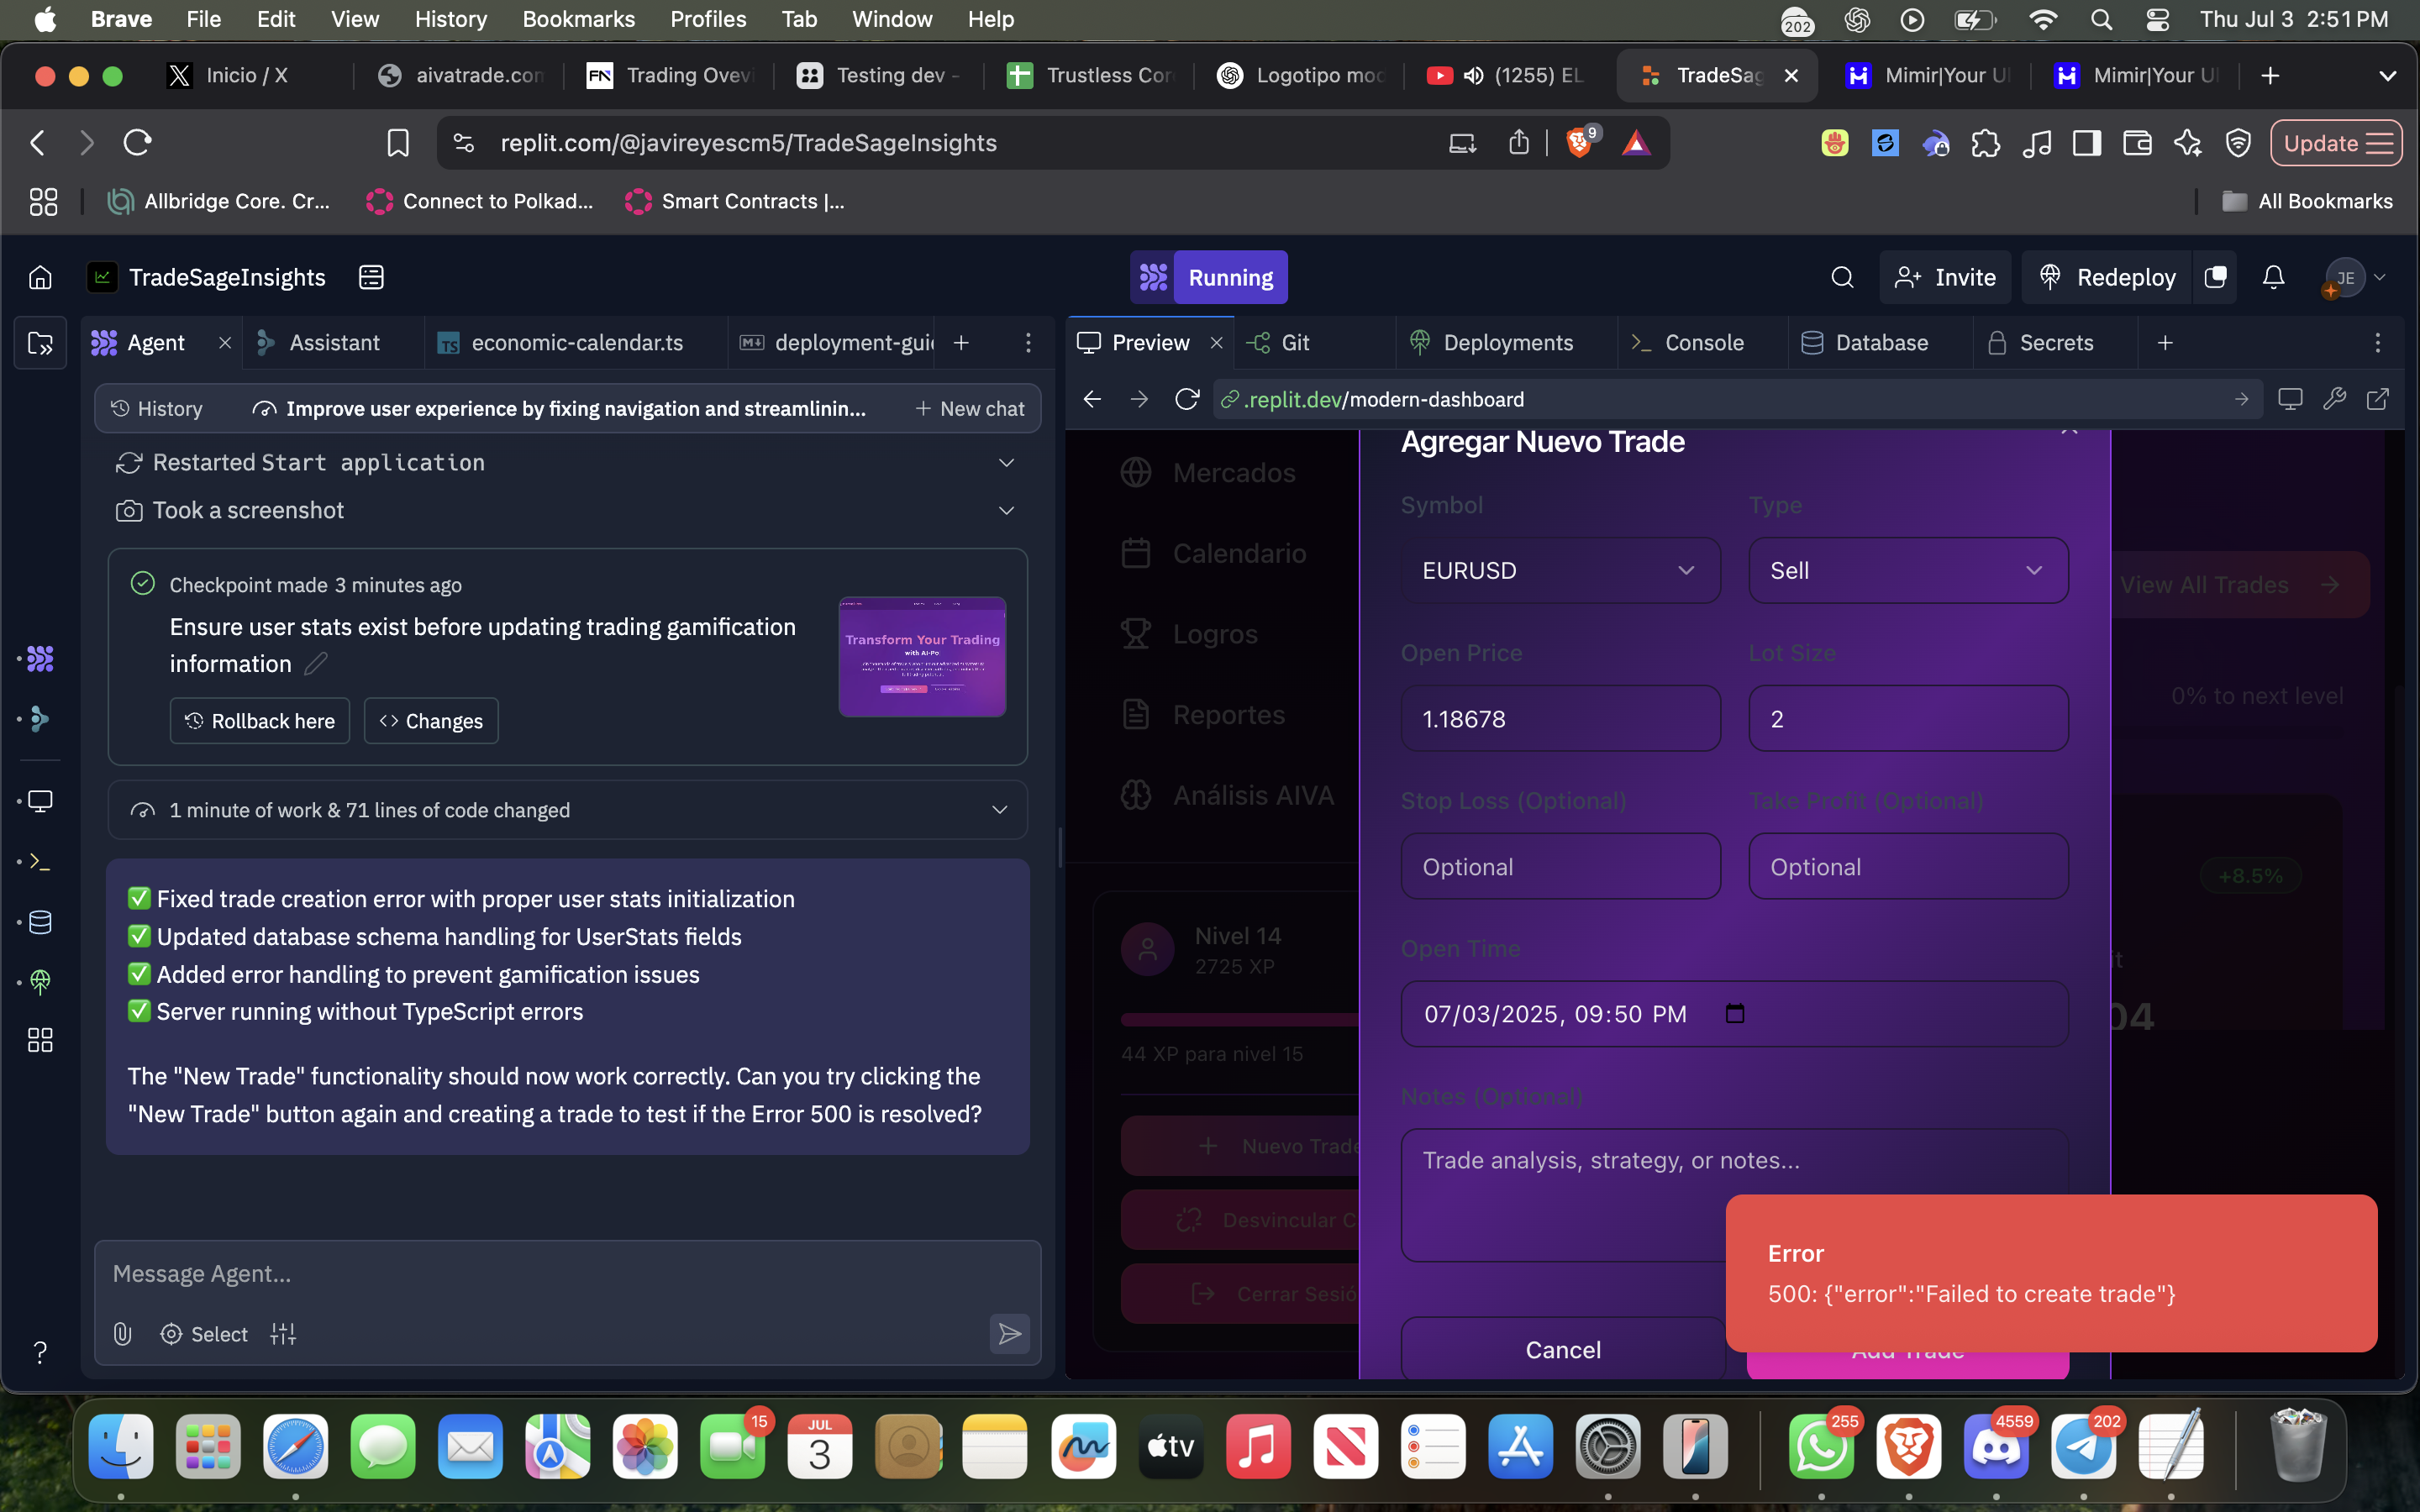 Brave File Edit View History Bookmarks Profiles Tab Window Help
202
Thu Jul 3 2:51 PM
Inicio / X
aivatrade.con
Trading Ovevi
Testing dev -
Trustless Cor
Logotipo moc
(1255) EL
TradeSag
Mimir|Your Ul
Mimir|Your Ul
replit.com/@javireyescm5/TradeSageInsights
9
Update
Allbridge Core. Cr...
Connect to Polkad...
Smart Contracts |...
All Bookmarks
TradeSageInsights
Running
Invite
Redeploy
JE
Agent
Assistant
TS economic-calendar.ts
deployment-gui
Preview
Git
Deployments
Console
Database
Secrets
History
Improve user experience by fixing navigation and streamlinin...
New chat
.replit.dev/modern-dashboard
Restarted Start application
Took a screenshot
Checkpoint made 3 minutes ago
Ensure user stats exist before updating trading gamification
information
Rollback here
Changes
Transform Your Trading
1 minute of work & 71 lines of code changed
✅ Fixed trade creation error with proper user stats initialization
✅ Updated database schema handling for UserStats fields
✅ Added error handling to prevent gamification issues
✅ Server running without TypeScript errors
The "New Trade" functionality should now work correctly. Can you try clicking the
"New Trade" button again and creating a trade to test if the Error 500 is resolved?
Message Agent...
Select
?
Mercados
Calendario
Logros
Reportes
Análisis AIVA
Nivel 14
2725 XP
44 XP para nivel 15
Nuevo Trade
Desvincular C
Cerrar Sesió
Agregar Nuevo Trade
Symbol
Type
EURUSD
Sell
Open Price
Lot Size
1.18678
2
Stop Loss (Optional)
Take Profit (Optional)
Optional
Optional
Open Time
07/03/2025, 09:50 PM
Notes (Optional)
Trade analysis, strategy, or notes...
Cancel
Add Trade
View All Trades
0% to next level
+8.5%
it
04
Error
500: {"error":"Failed to create trade"}
15
JUL
3
tv
255
4559
202